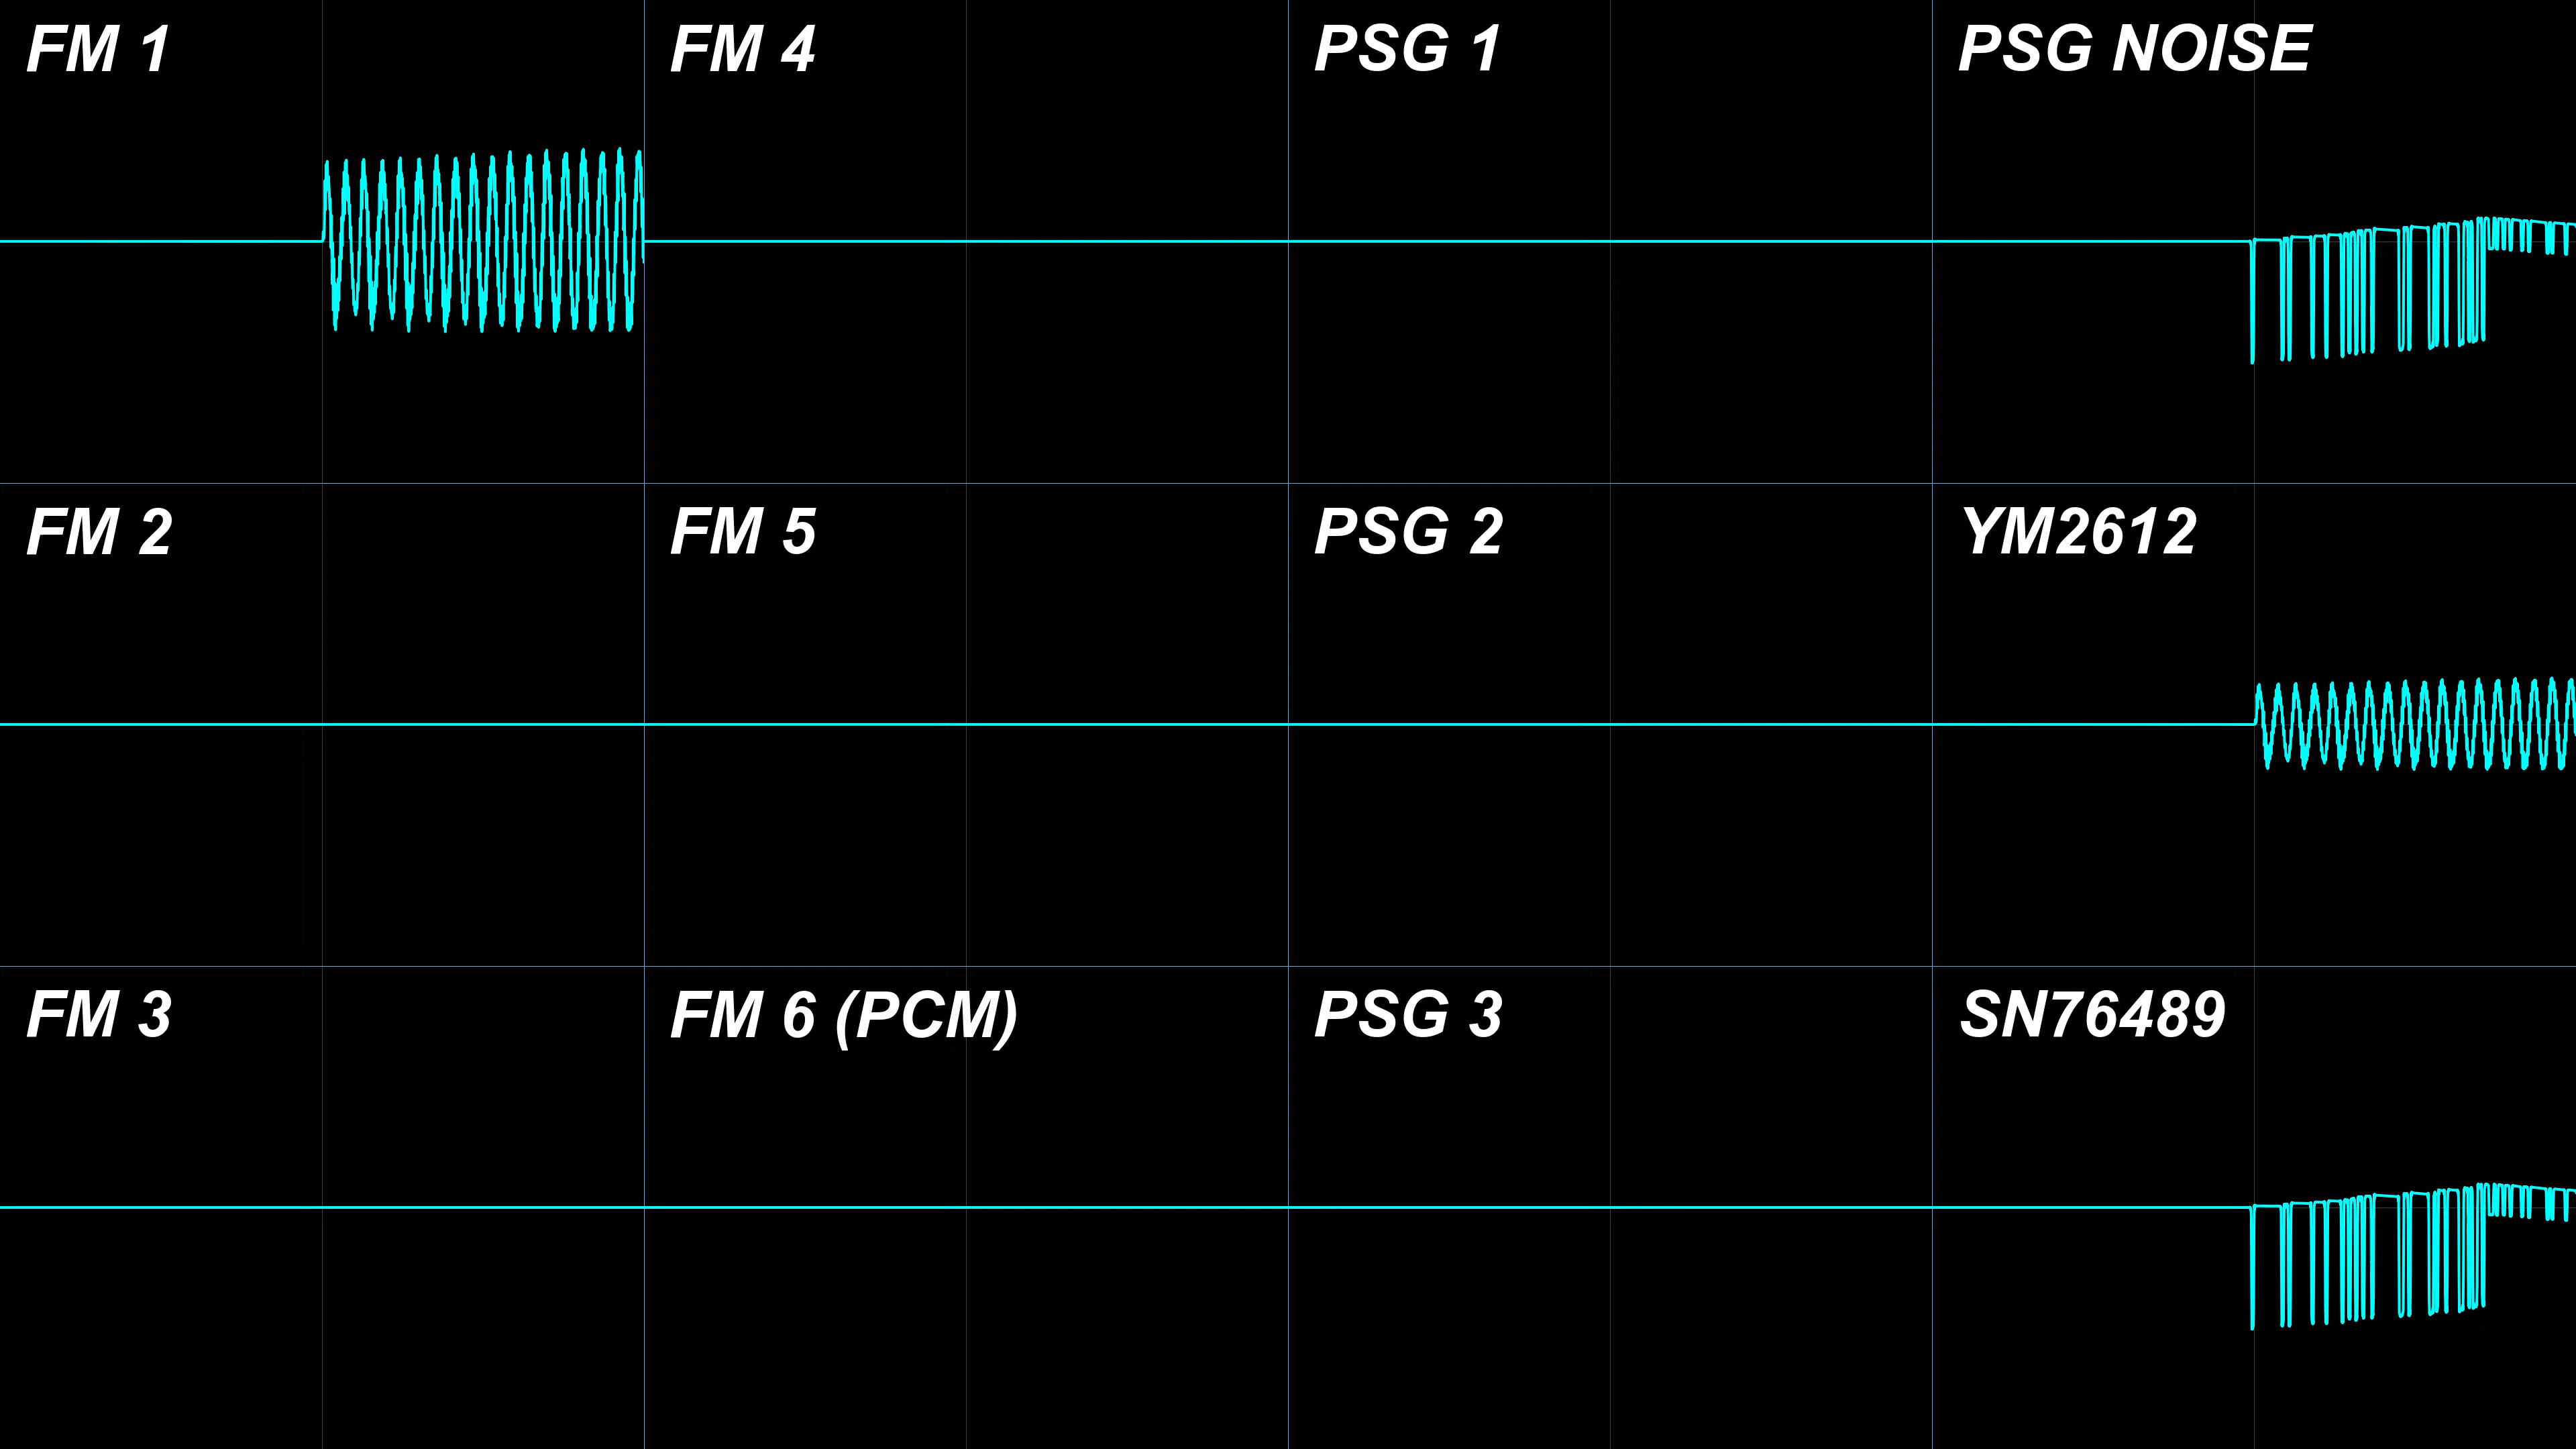 FM 1
FM 4
PSG 1
PSG NOISE
FM 2
FM 5
PSG 2
YM2612
FM 3
FM 6 (PCM)
PSG 3
SN76489